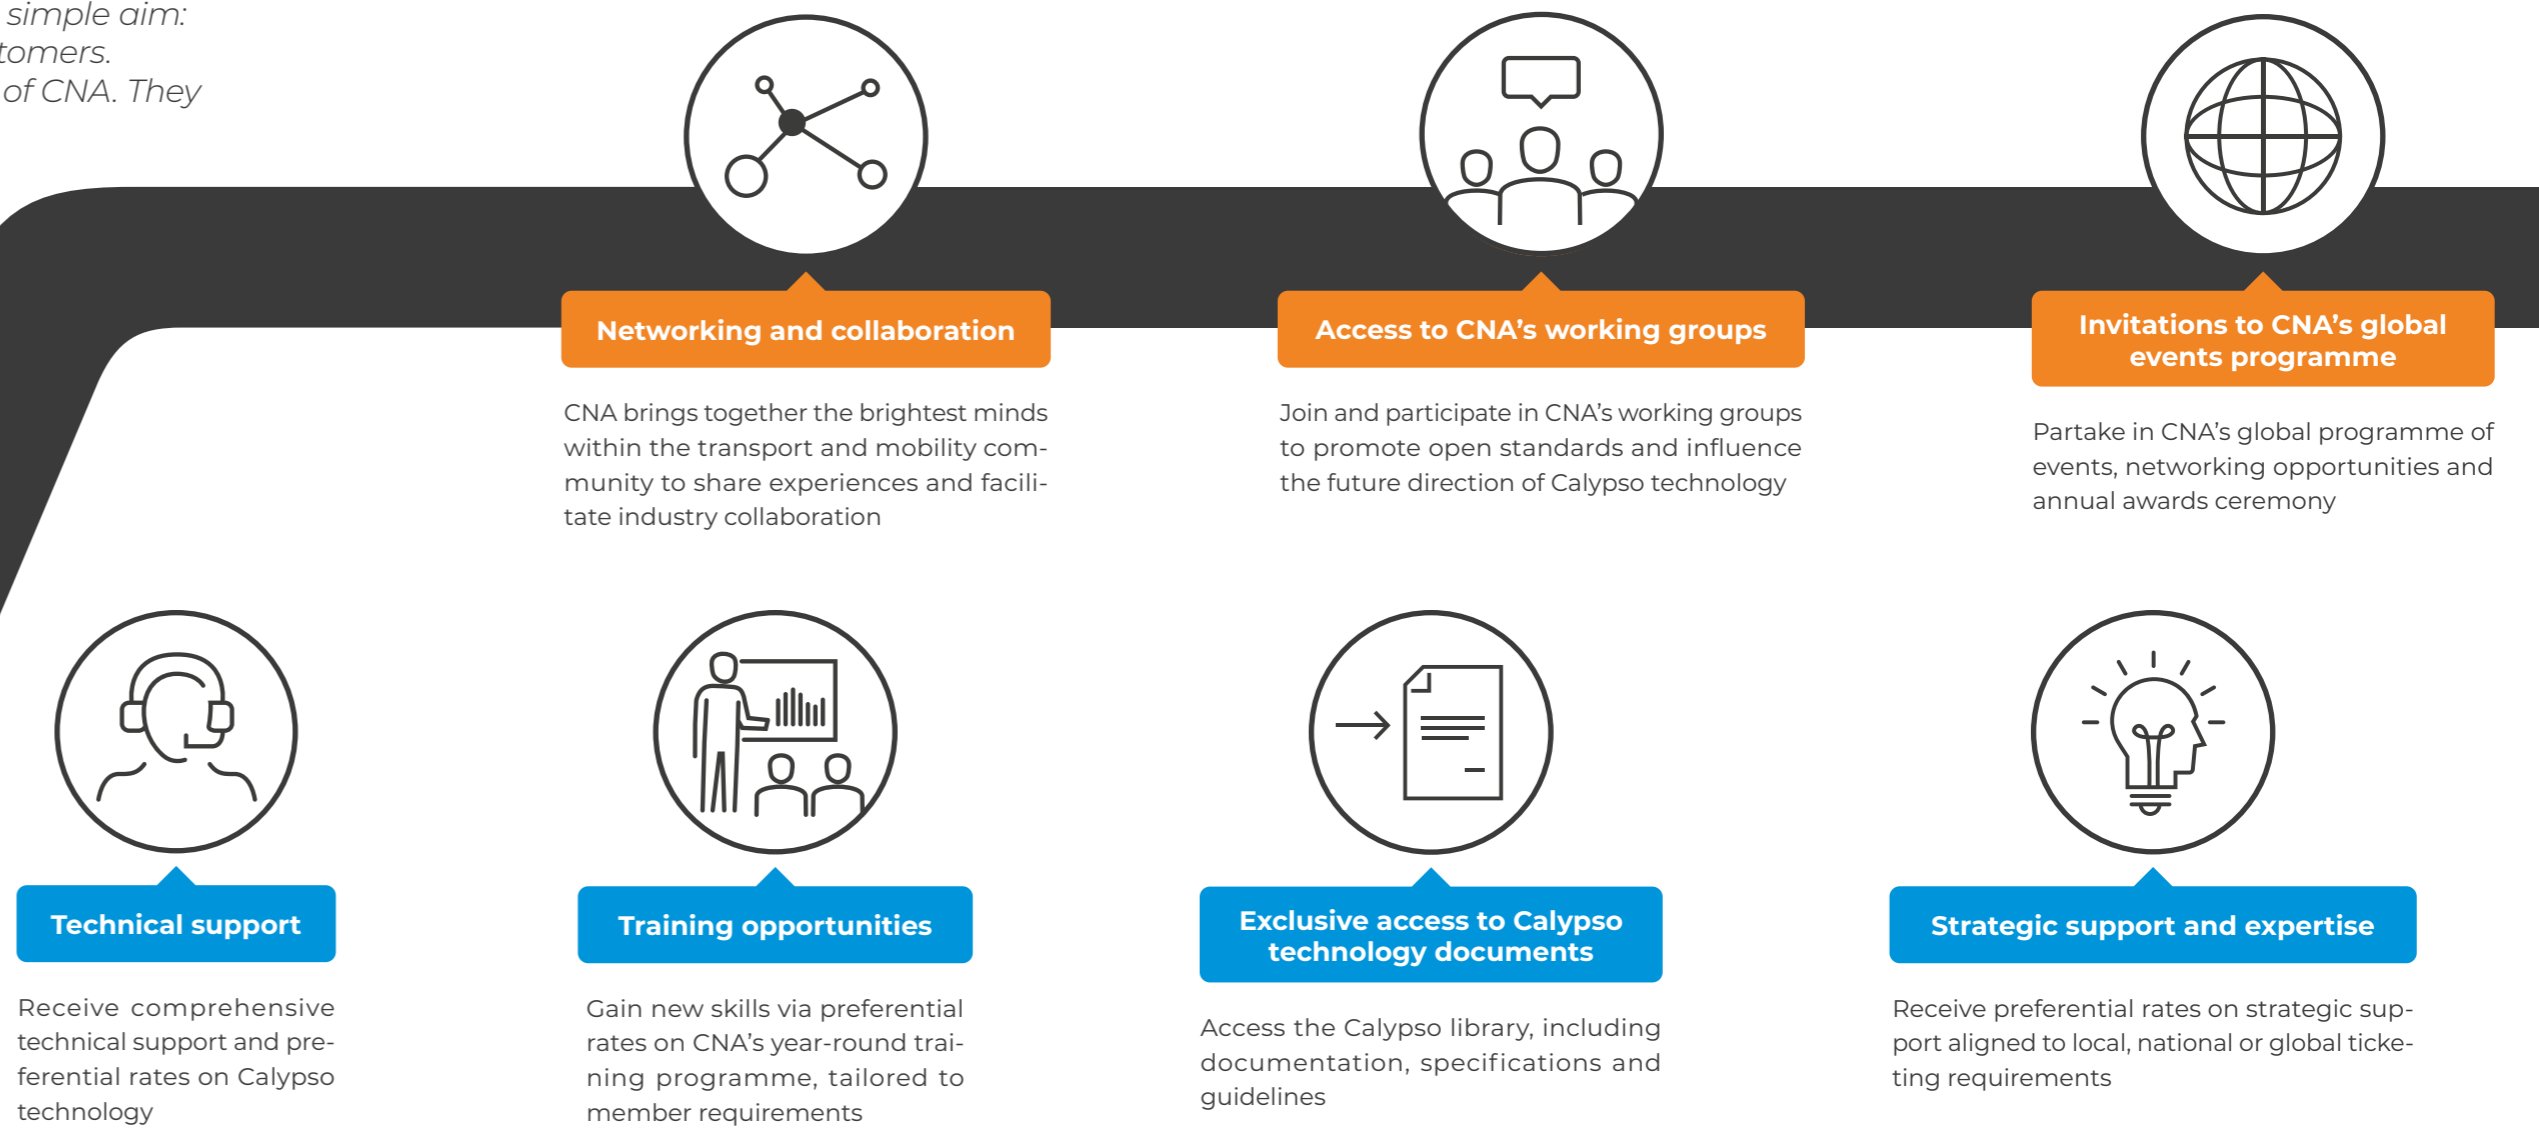 simple aim:
tomers.
of CNA. They
Networking and collaboration
CNA brings together the brightest minds
within the transport and mobility com-
munity to share experiences and facili-
tate industry collaboration
Access to CNA's working groups
Join and participate in CNA's working groups
to promote open standards and influence
the future direction of Calypso technology
Invitations to CNA's global
events programme
Partake in CNA's global programme of
events, networking opportunities and
annual awards ceremony
Technical support
Receive comprehensive
technical support and pre-
ferential rates on Calypso
technology
Training opportunities
Gain new skills via preferential
rates on CNA's year-round trai-
ning programme, tailored to
member requirements
Exclusive access to Calypso
technology documents
Access the Calypso library, including
documentation, specifications and
guidelines
Strategic support and expertise
Receive preferential rates on strategic sup-
port aligned to local, national or global ticke-
ting requirements